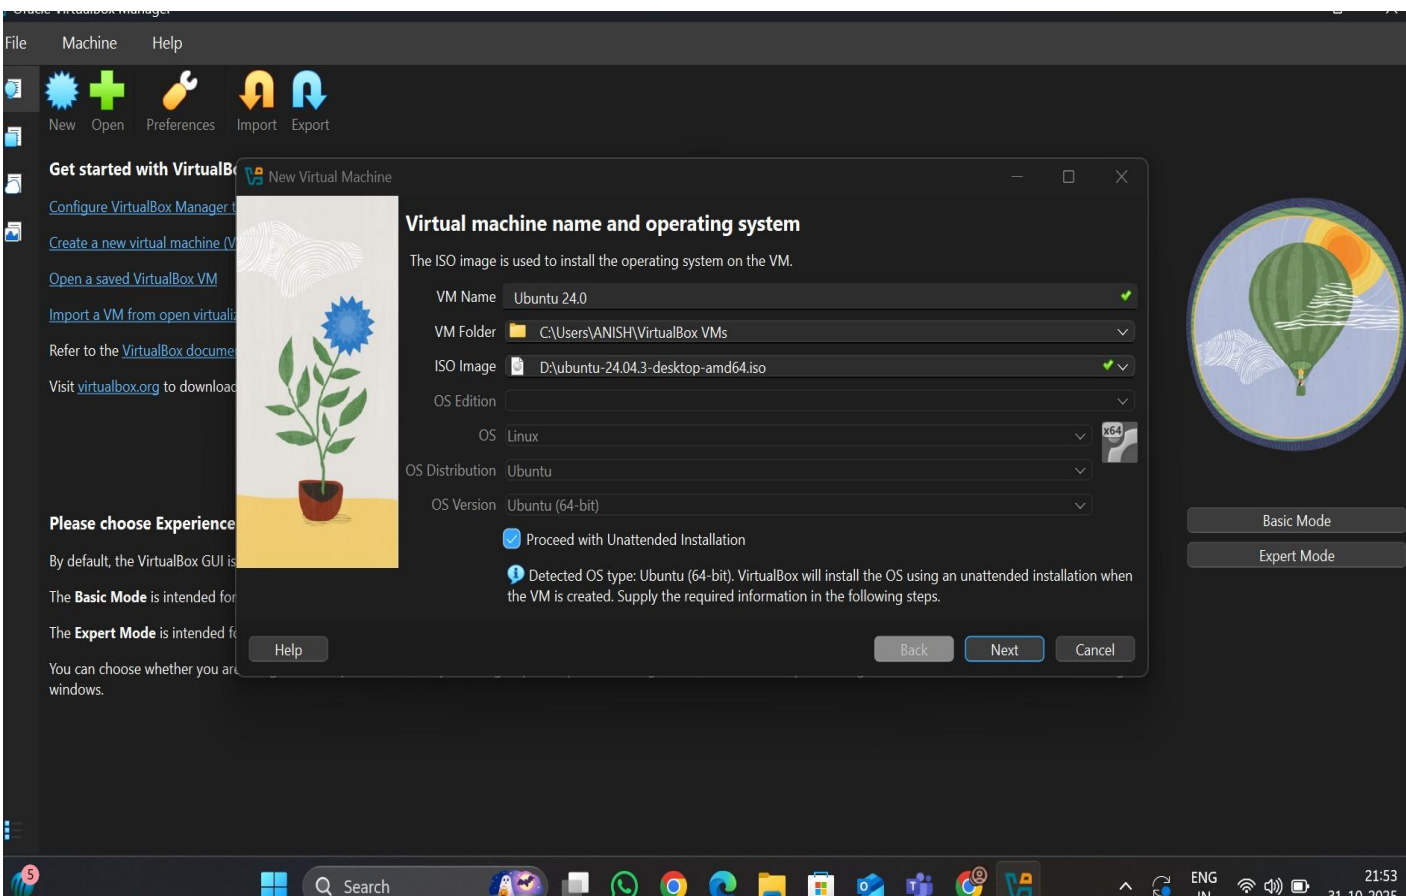 Oracle VirtualBox Manager
File Machine Help
New Open Preferences Import Export
Get started with
Configure VirtualBox Manager
Create a new virtual machine
Open a saved VirtualBox VM
Import a VM from open
Refer to the VirtualBox
Visit virtualbox.org to
New Virtual Machine
Virtual machine name and operating system
The ISO image is used to install the operating system on the VM.
VM Name Ubuntu 24.0
VM Folder C:\Users\ANISH\VirtualBox VMs
ISO Image D:\ubuntu-24.04.3-desktop-amd64.iso
OS Edition
OS Linux
x64
OS Distribution Ubuntu
OS Version Ubuntu (64-bit)
Proceed with Unattended Installation
Detected OS type: Ubuntu (64-bit). VirtualBox will install the OS using an unattended installation when
the VM is created. Supply the required information in the following steps.
Help Back Next Cancel
Please choose Experience
By default, the VirtualBox GUI is
The Basic Mode is intended for
The Expert Mode is intended
You can choose whether you are
windows.
Basic Mode
Expert Mode
5
Search
ENG
IN
21:53
31-10-2025